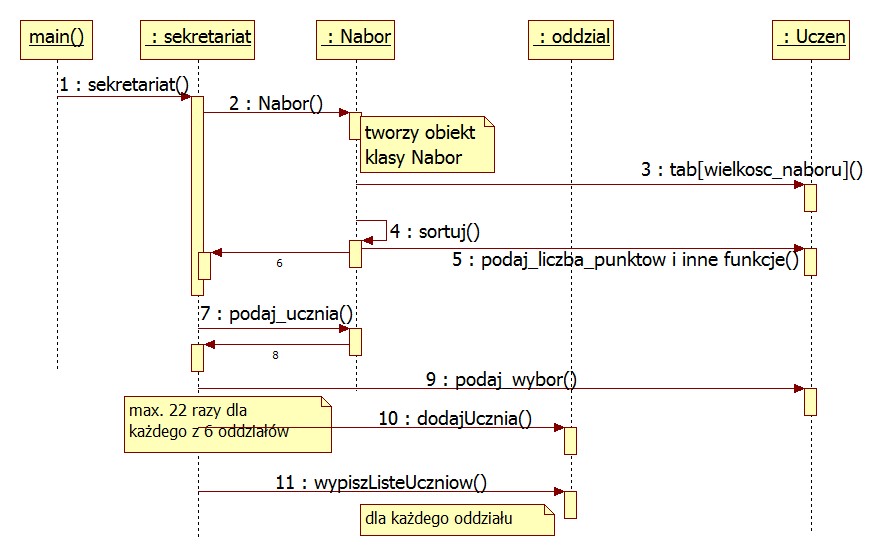 main()
: sekretariat
: Nabor
: oddzial
: Uczen
1 : sekretariat()
2 : Nabor()
tworzy obiekt
klasy Nabor
3 : tab[wielkosc_naboru]()
4 : sortuj()
5 : podaj_liczba_punktow i inne funkcje()
6
7 : podaj_ucznia()
8
9 : podaj_wybor()
max. 22 razy dla
każdego z 6 oddziałów
10 : dodajUcznia()
11 : wypiszListeUczniow()
dla każdego oddziału